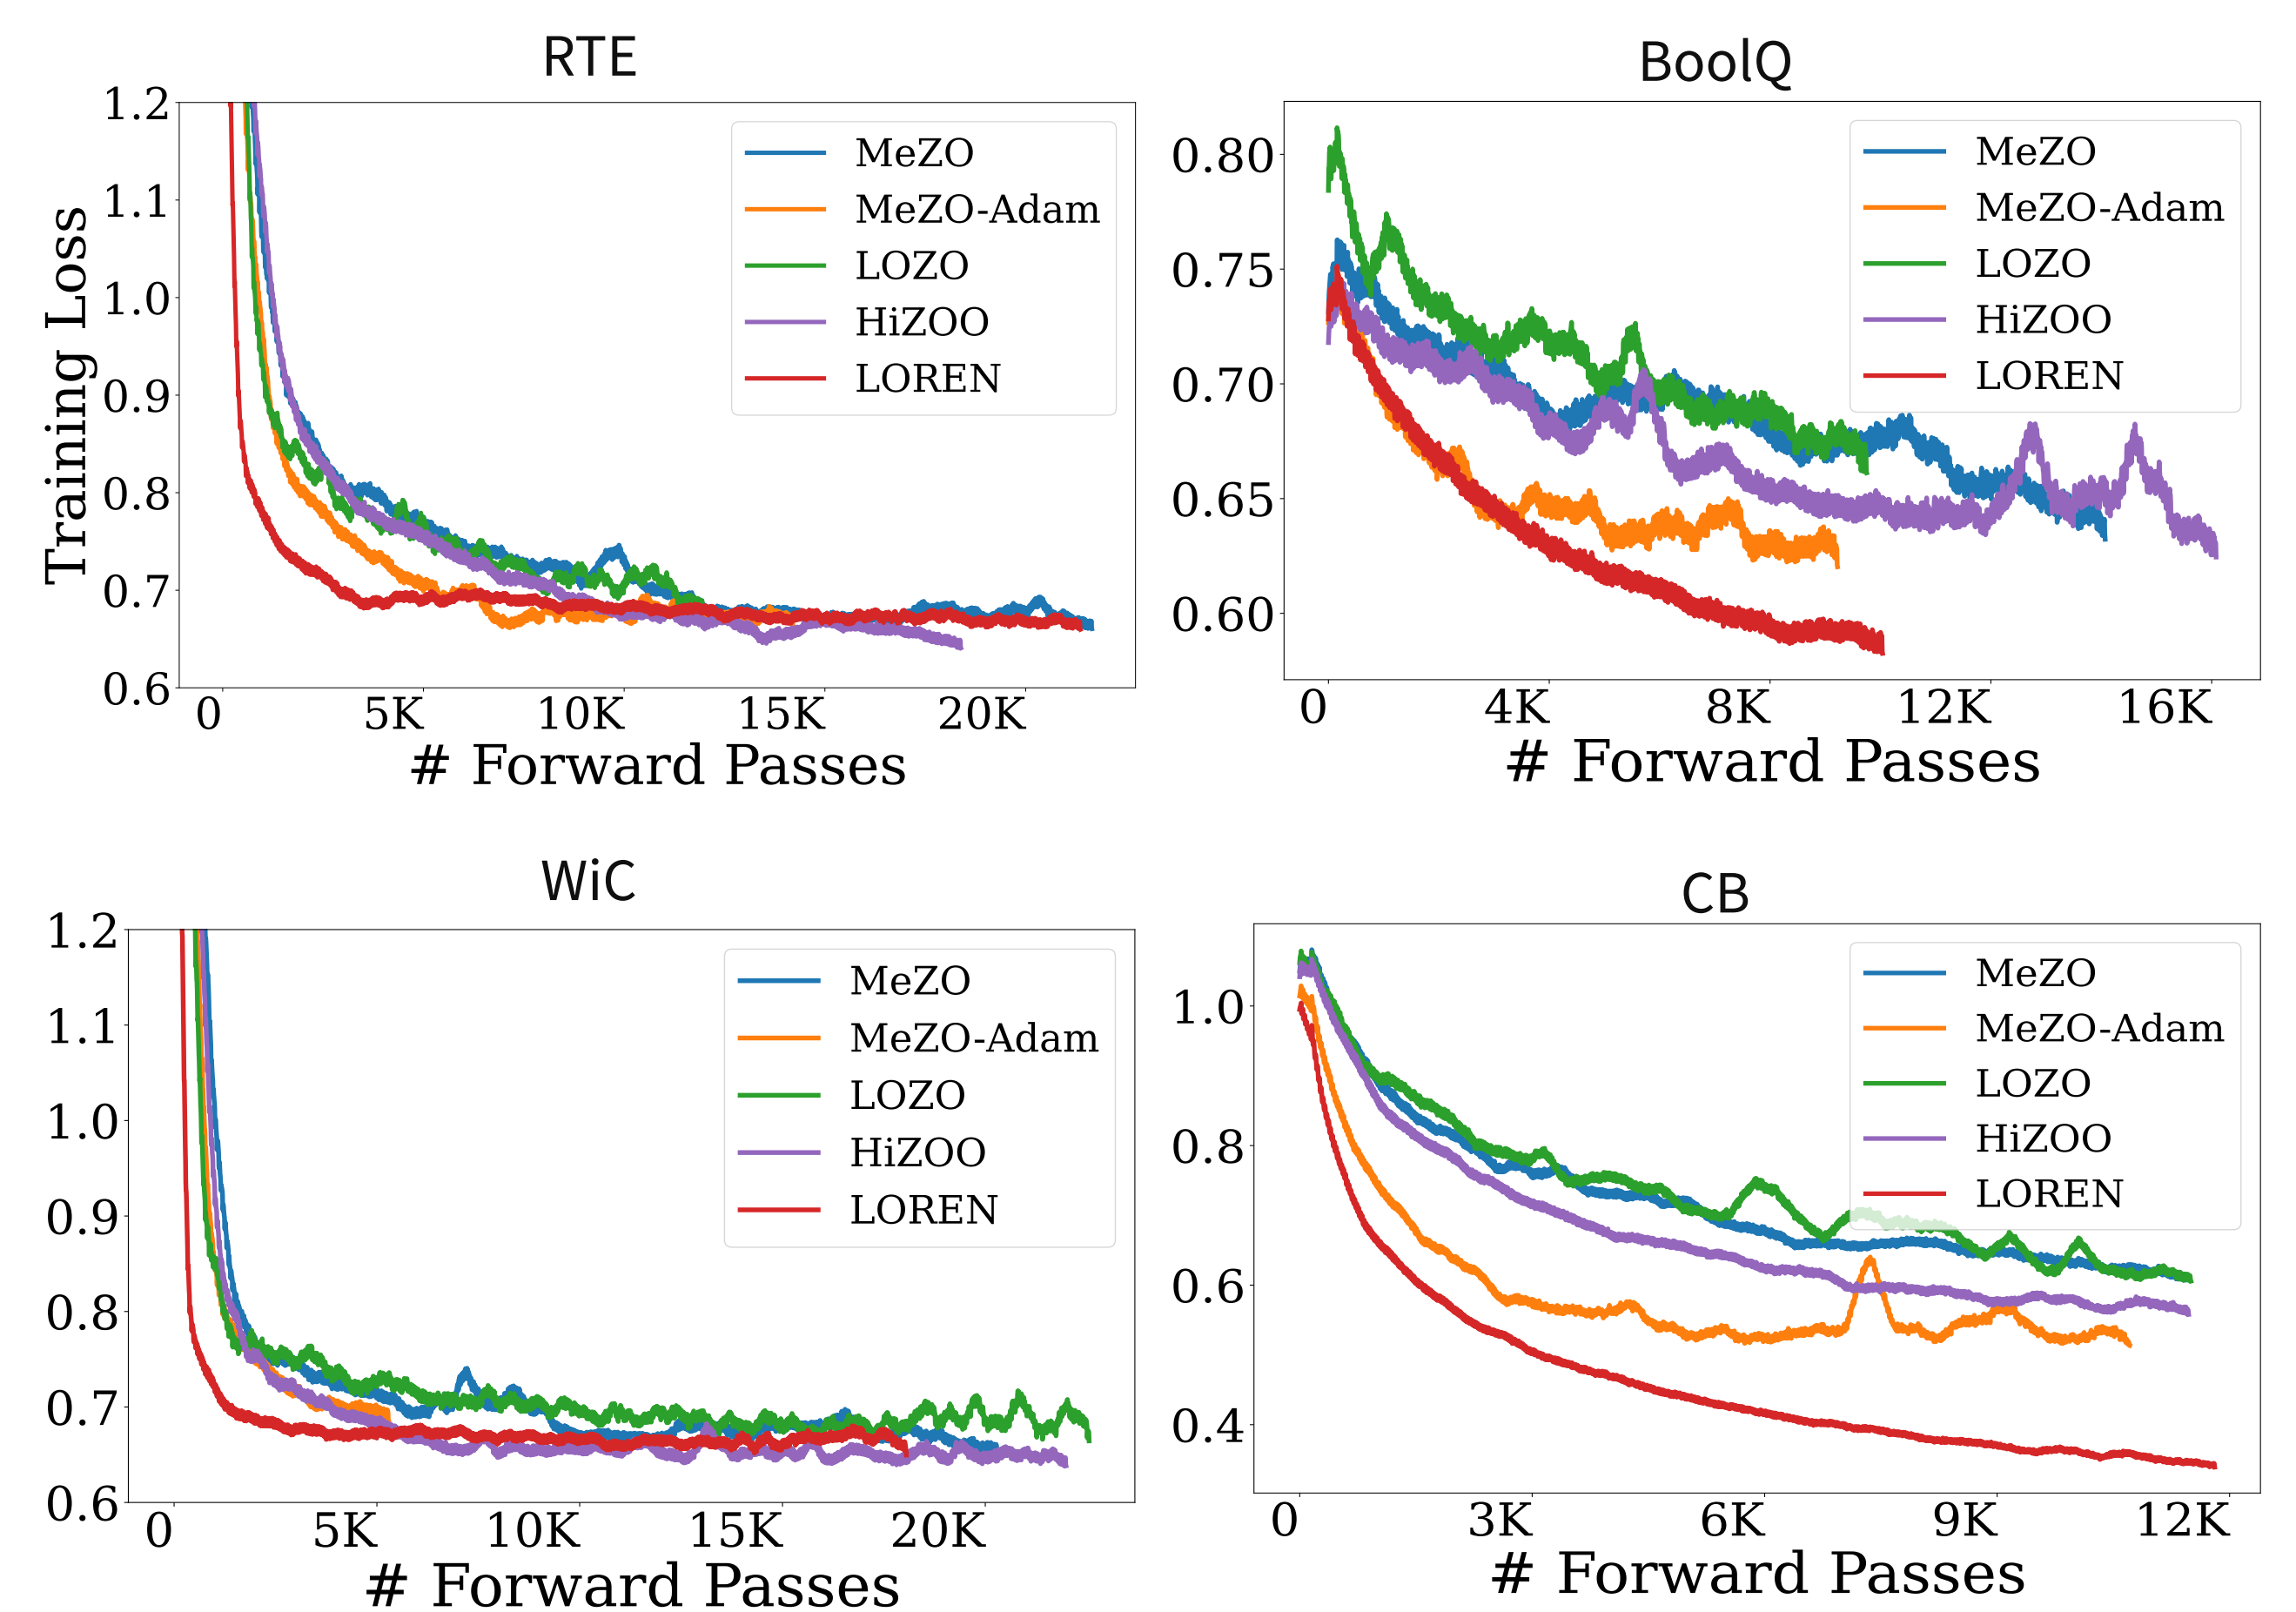 RTE
1.2
1.1
1.0
0.9
0.8
0.7
0.6
Training Loss
MeZO
MeZO-Adam
LOZO
HiZOO
LOREN
0 5K 10K 15K 20K
# Forward Passes
BoolQ
0.80
0.75
0.70
0.65
0.60
MeZO
MeZO-Adam
LOZO
HiZOO
LOREN
0 4K 8K 12K 16K
# Forward Passes
WiC
1.2
1.1
1.0
0.9
0.8
0.7
0.6
MeZO
MeZO-Adam
LOZO
HiZOO
LOREN
0 5K 10K 15K 20K
# Forward Passes
CB
1.0
0.8
0.6
0.4
MeZO
MeZO-Adam
LOZO
HiZOO
LOREN
0 3K 6K 9K 12K
# Forward Passes